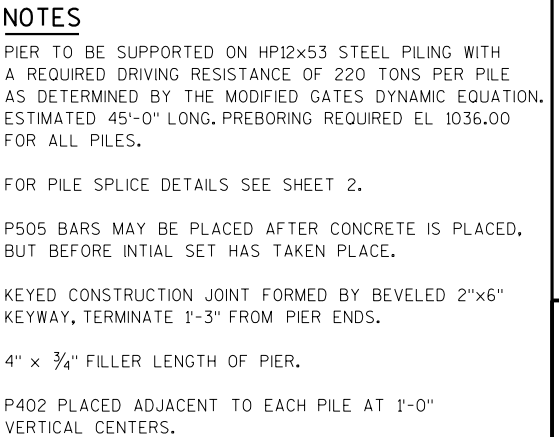 NOTES
PIER TO BE SUPPORTED ON HP12x53 STEEL PILING WITH
A REQUIRED DRIVING RESISTANCE OF 220 TONS PER PILE
AS DETERMINED BY THE MODIFIED GATES DYNAMIC EQUATION.
ESTIMATED 45'-0" LONG. PREBORING REQUIRED EL 1036.00
FOR ALL PILES.
FOR PILE SPLICE DETAILS SEE SHEET 2.
P505 BARS MAY BE PLACED AFTER CONCRETE IS PLACED,
BUT BEFORE INTIAL SET HAS TAKEN PLACE.
KEYED CONSTRUCTION JOINT FORMED BY BEVELED 2"x6"
KEYWAY, TERMINATE 1'-3" FROM PIER ENDS.
4" x 3/4" FILLER LENGTH OF PIER.
P402 PLACED ADJACENT TO EACH PILE AT 1'-0"
VERTICAL CENTERS.